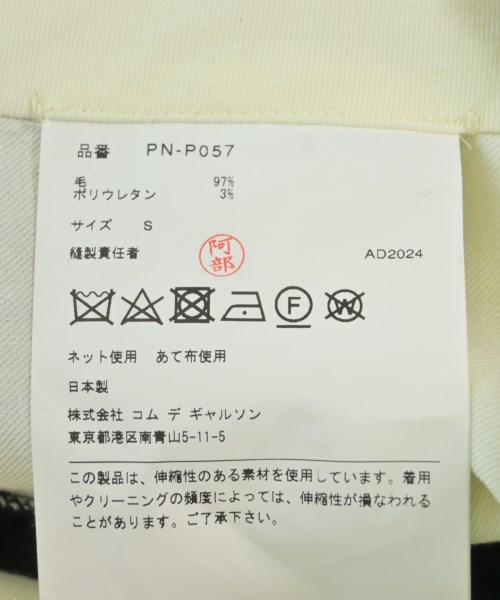 品番 PN-P057
毛 97%
ポリウレタン 3%
サイズ S
縫製責任者 阿部 AD2024
F W
ネット使用 あて布使用
日本製
株式会社 コム デ ギャルソン
東京都港区南青山5-11-5
この製品は、伸縮性のある素材を使用しています。着用
やクリーニングの頻度によっては、伸縮性が損なわれる
ことがあります。ご了承下さい。